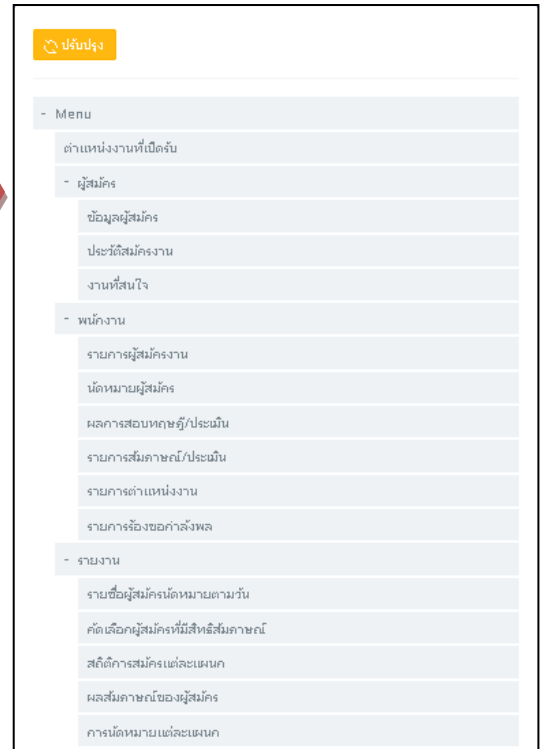 ปรับปรุง
- Menu
ตำแหน่งงานที่เปิดรับ
- ผู้สมัคร
ข้อมูลผู้สมัคร
ประวัติสมัครงาน
งานที่สนใจ
- พนักงาน
รายการผู้สมัครงาน
นัดหมายผู้สมัคร
ผลการสอบทฤษฎี/ประเมิน
รายการสัมภาษณ์/ประเมิน
รายการตำแหน่งงาน
รายการร้องขอกำลังพล
- รายงาน
รายชื่อผู้สมัครนัดหมายตามวัน
คัดเลือกผู้สมัครที่มีสิทธิสัมภาษณ์
สถิติการสมัครแต่ละแผนก
ผลสัมภาษณ์ของผู้สมัคร
การนัดหมายแต่ละแผนก